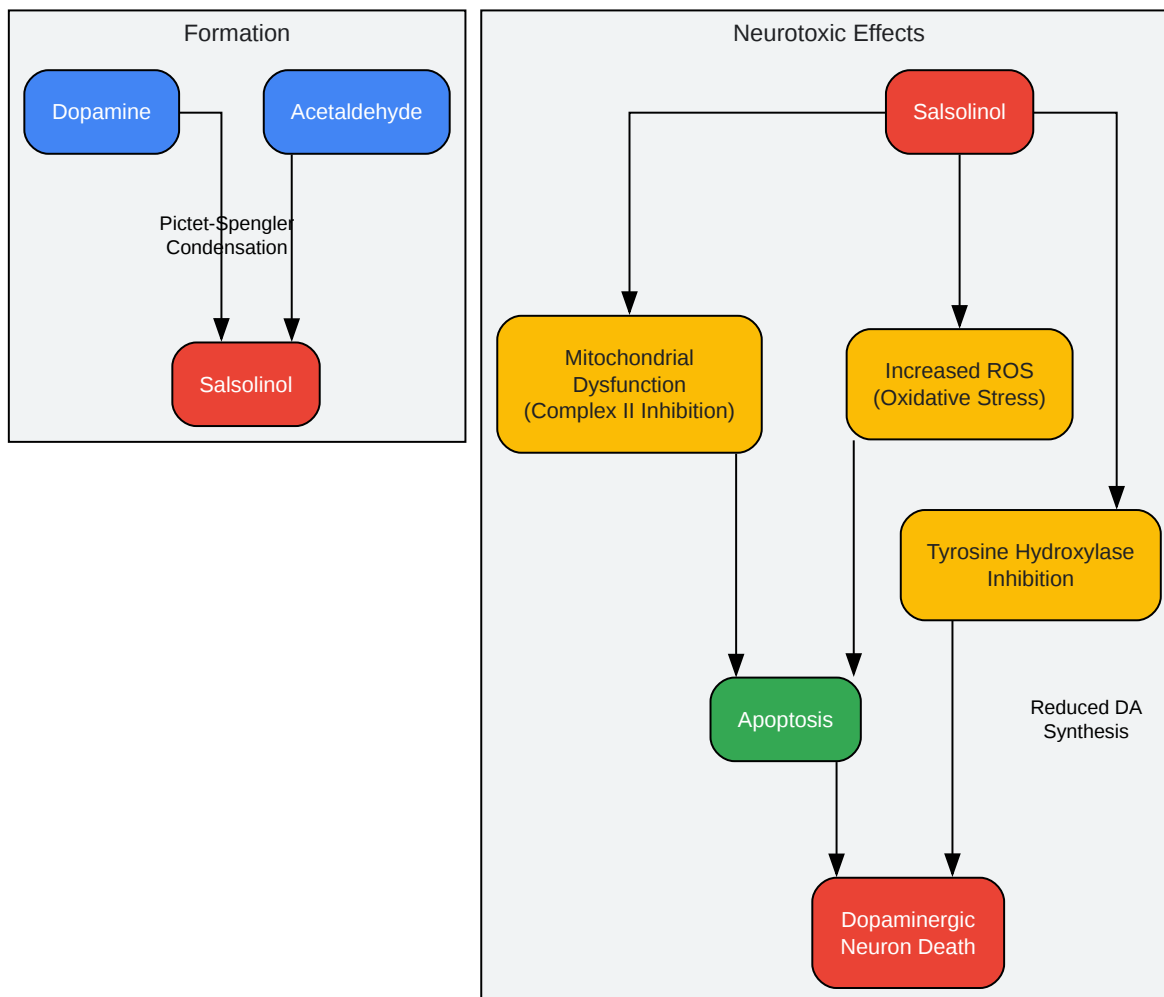 Formation
Dopamine
Acetaldehyde
Pictet-Spengler
Condensation
Salsolinol
Neurotoxic Effects
Salsolinol
Mitochondrial
Dysfunction
(Complex II Inhibition)
Increased ROS
(Oxidative Stress)
Tyrosine Hydroxylase
Inhibition
Apoptosis
Reduced DA
Synthesis
Dopaminergic
Neuron Death